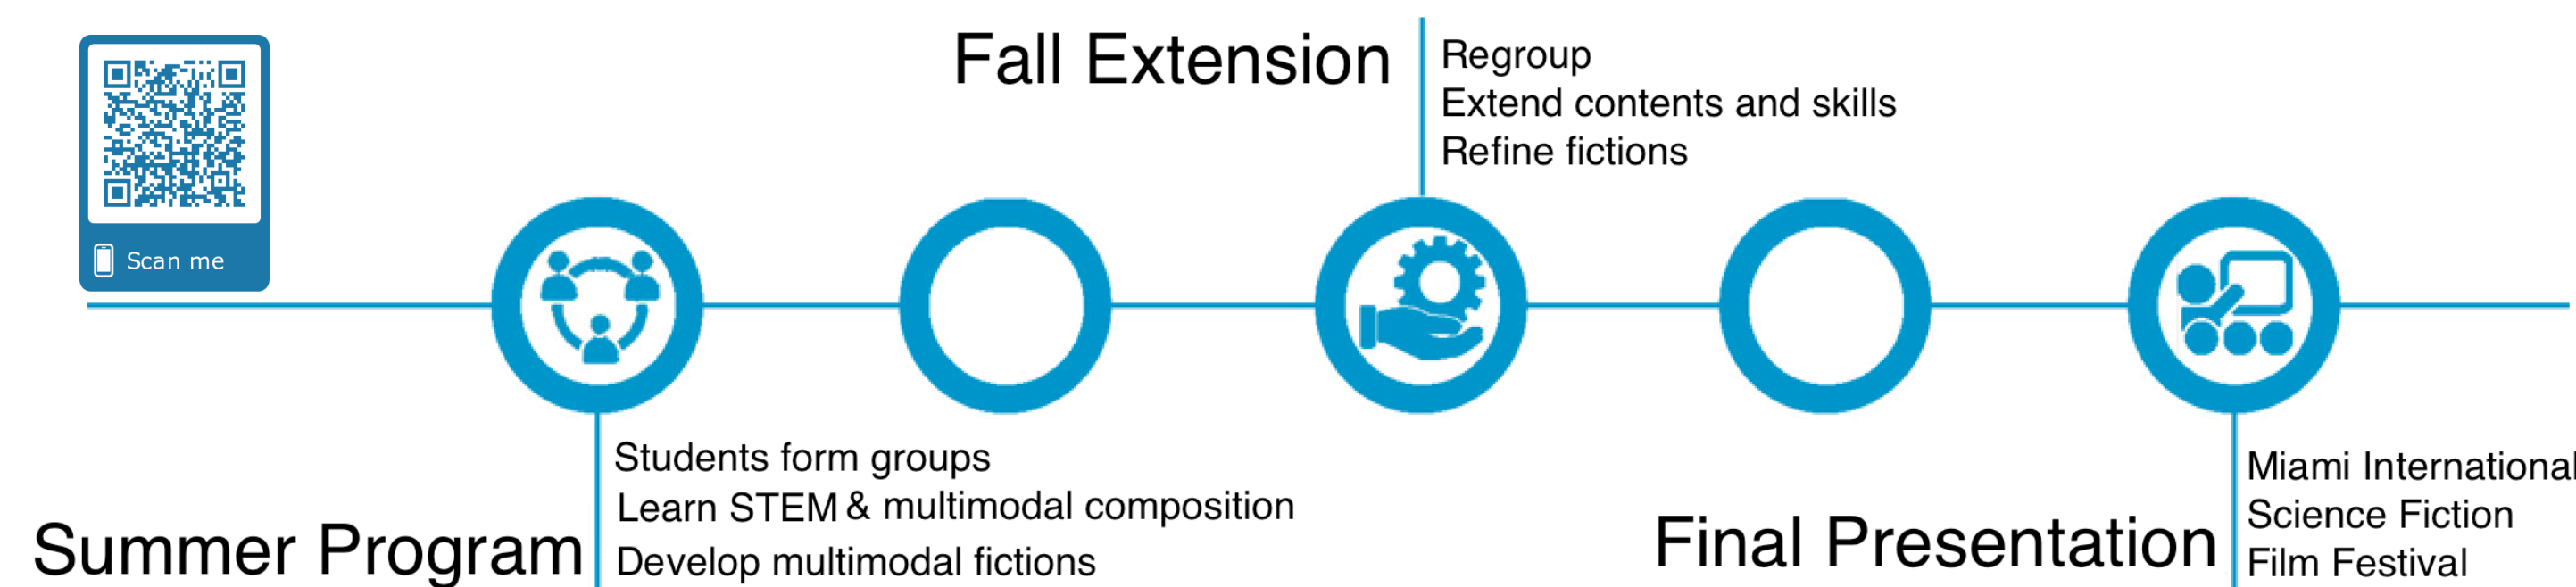 Scan me
Fall Extension
Regroup
Extend contents and skills
Refine fictions
Summer Program
Students form groups
Learn STEM & multimodal composition
Develop multimodal fictions
Final Presentation
Miami International
Science Fiction
Film Festival